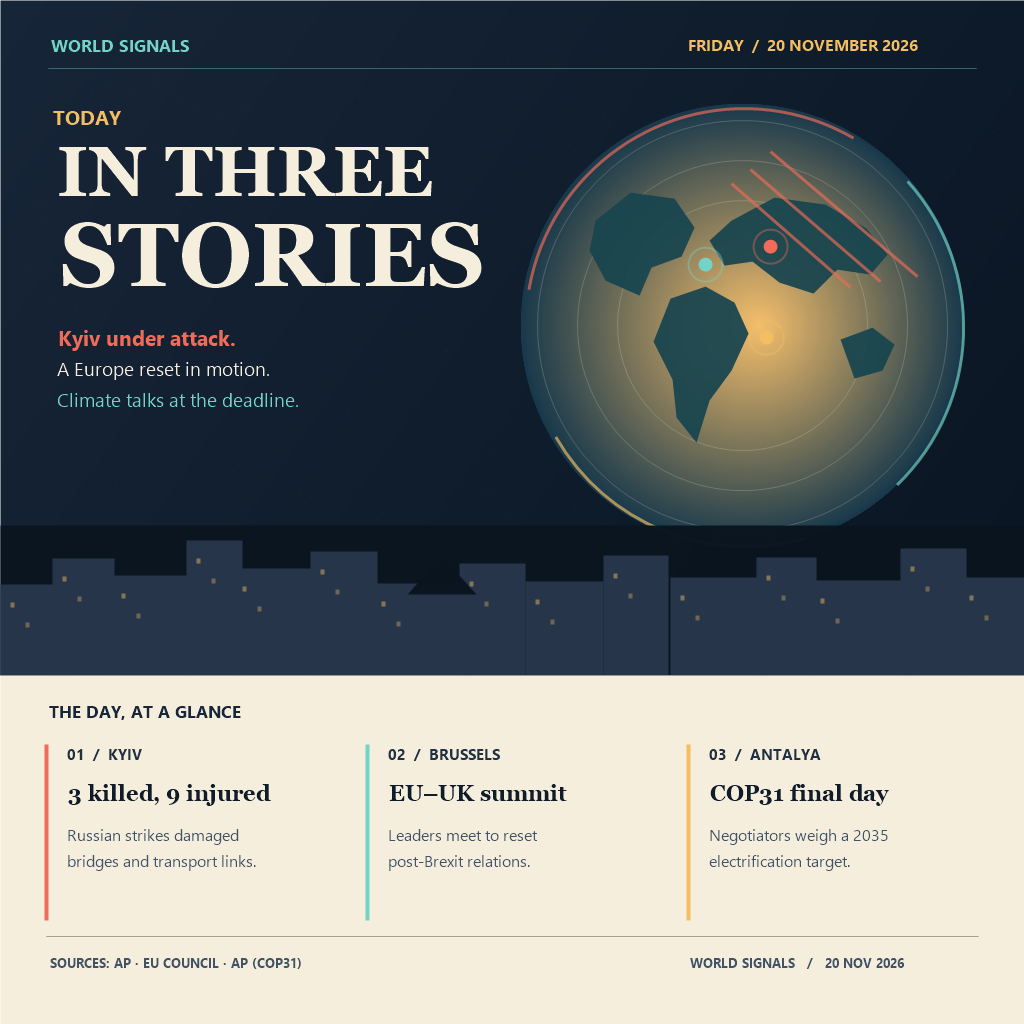 WORLD SIGNALS
FRIDAY / 20 NOVEMBER 2026
TODAY
IN THREE
STORIES
Kyiv under attack.
A Europe reset in motion.
Climate talks at the deadline.
THE DAY, AT A GLANCE
01 / KYIV
3 killed, 9 injured
Russian strikes damaged
bridges and transport links.
02 / BRUSSELS
EU–UK summit
Leaders meet to reset
post-Brexit relations.
03 / ANTALYA
COP31 final day
Negotiators weigh a 2035
electrification target.
SOURCES: AP · EU COUNCIL · AP (COP31)
WORLD SIGNALS / 20 NOV 2026